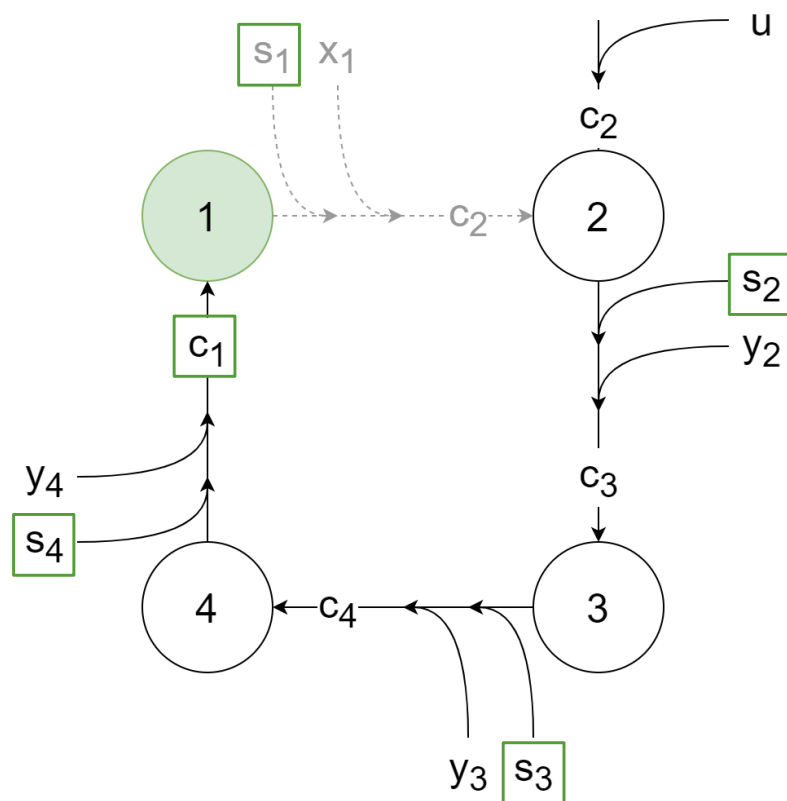 s₁ x₁ u
c₂
1 c₂ 2
s₂
c₁ y₂
y₄ c₃
s₄
4 c₄ 3
y₃ s₃